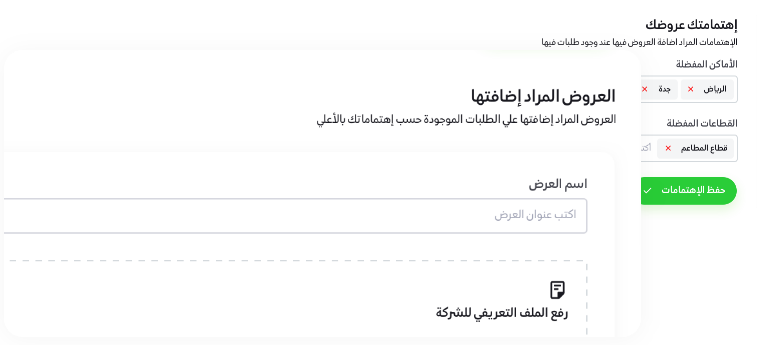 إهتمامتك عروضك
الإهتمامات المراد اضافة العروض فيها عند وجود طلبات فيها
الأماكن المفضلة
الرياض × جدة ×
القطاعات المفضلة
قطاع المطاعم ×
حفظ الإهتمامات
العروض المراد إضافتها
العروض المراد إضافتها علي الطلبات الموجودة حسب إهتماماتك بالأعلي
اسم العرض
اكتب عنوان العرض
رفع الملف التعريفي للشركة